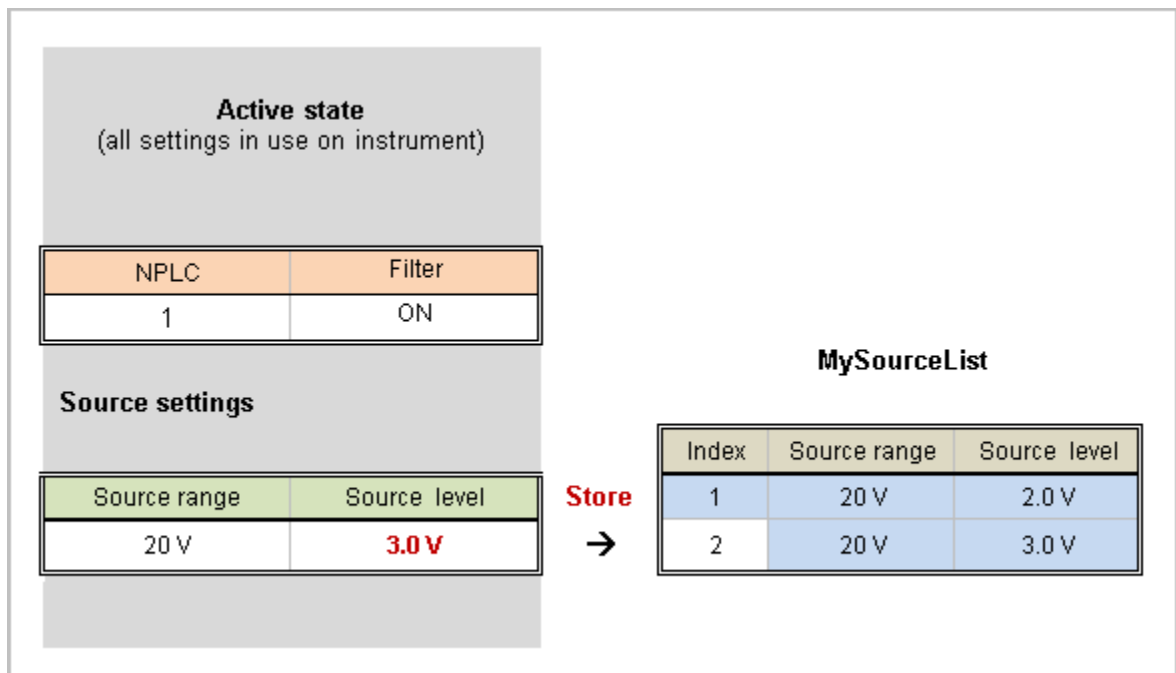 Active state
(all settings in use on instrument)
NPLC Filter
1 ON
Source settings
Source range Source level
20 V 3.0 V
Store
→
MySourceList
Index Source range Source level
1 20 V 2.0 V
2 20 V 3.0 V